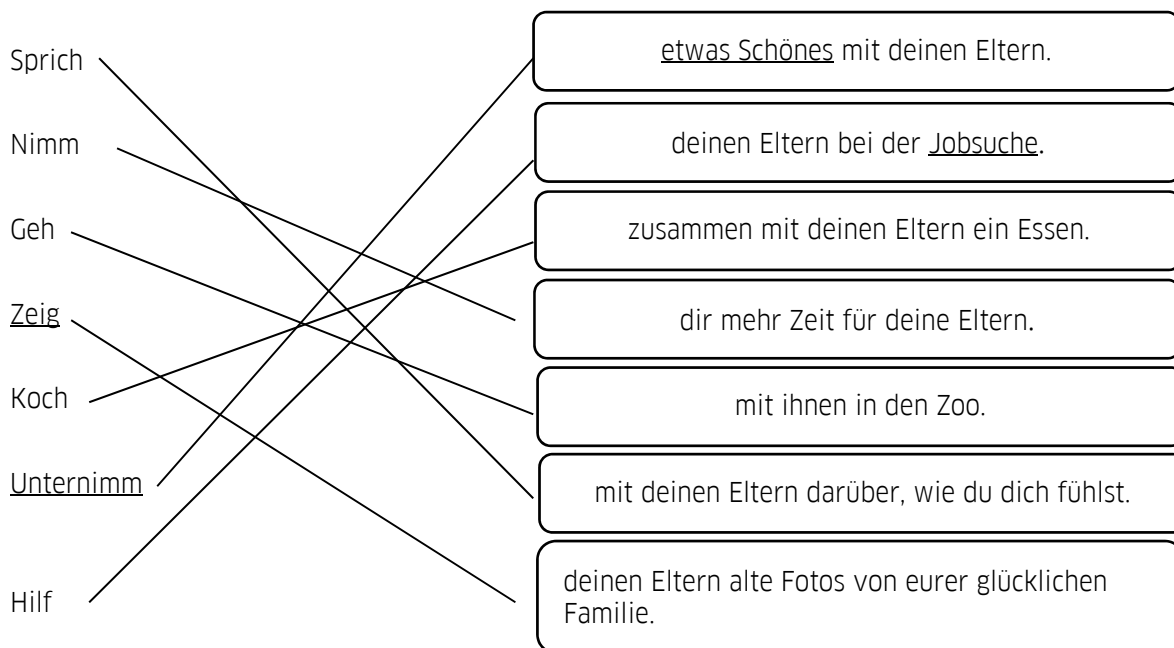 Sprich
etwas Schönes mit deinen Eltern.
Nimm
deinen Eltern bei der Jobsuche.
Geh
zusammen mit deinen Eltern ein Essen.
Zeig
dir mehr Zeit für deine Eltern.
Koch
mit ihnen in den Zoo.
Unternimm
mit deinen Eltern darüber, wie du dich fühlst.
Hilf
deinen Eltern alte Fotos von eurer glücklichen
Familie.